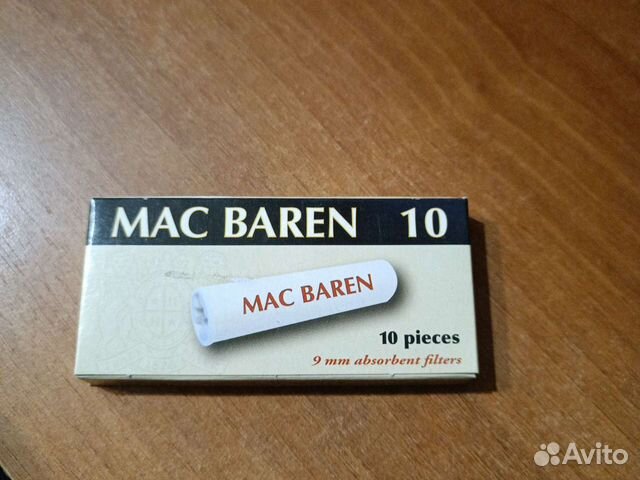 MAC BAREN 10
MAC BAREN
10 pieces
9 mm absorbent filters
Avito